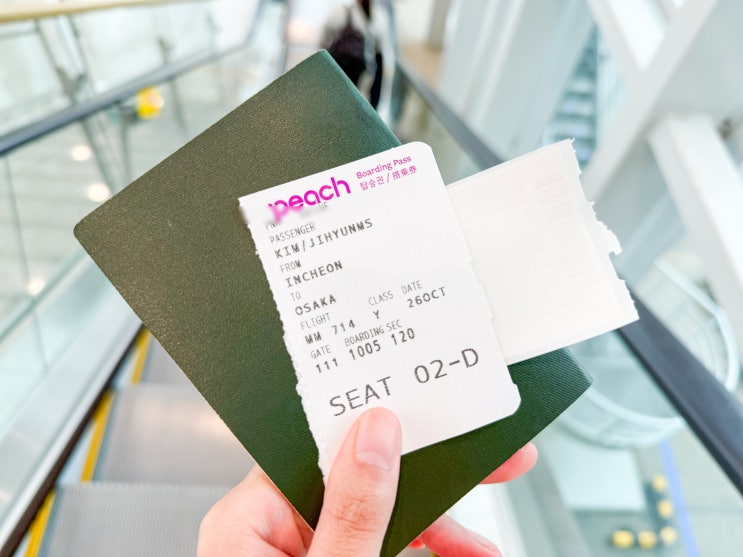 peach Boarding Pass
탑승권 / 搭乗券
PASSENGER
KIM/JIHYUNMS
FROM
INCHEON
TO
OSAKA
FLIGHT CLASS DATE
MM 714 Y 26OCT
GATE BOARDING SEC
111 1005 120
SEAT 02-D